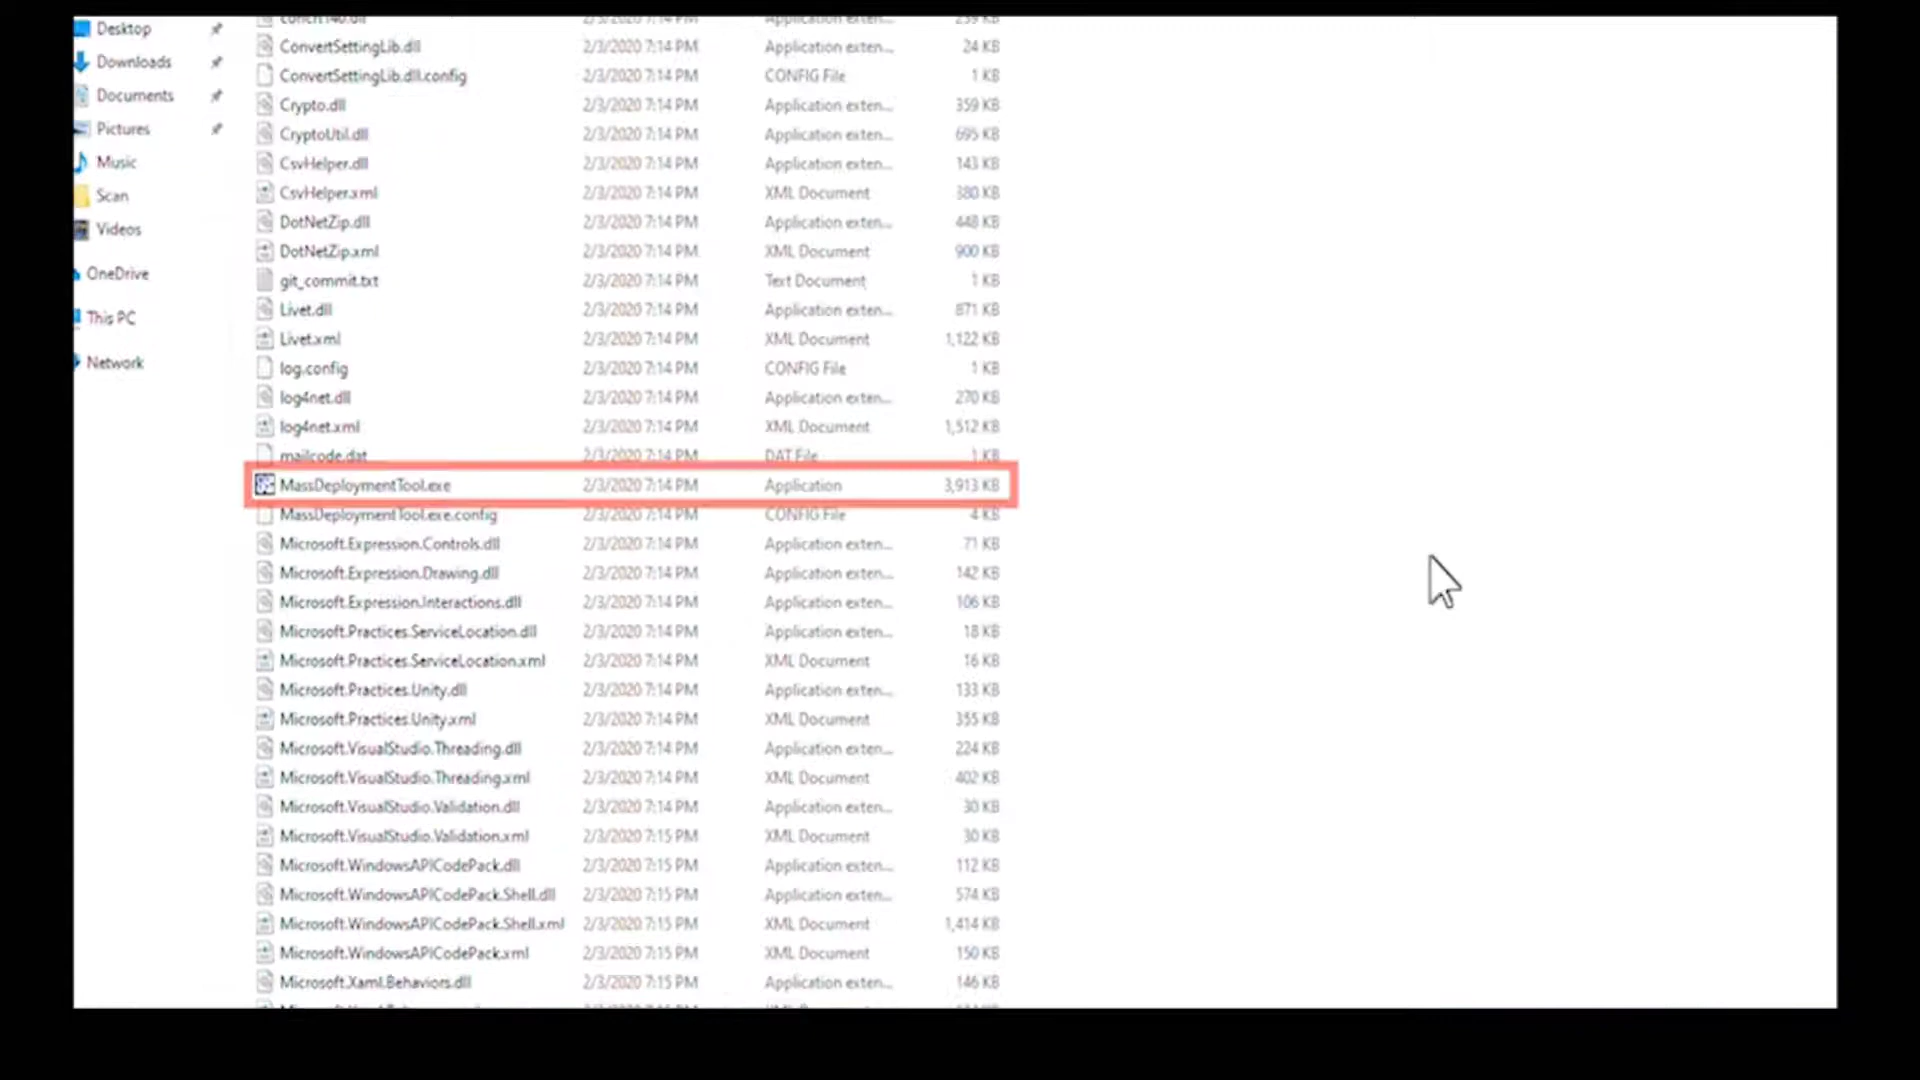 Desktop
Downloads
Documents
Pictures
Music
Scan
Videos
OneDrive
This PC
Network
concrt140.dll 2/3/2020 7:14 PM Application exten... 239 KB
ConvertSettingLib.dll 2/3/2020 7:14 PM Application exten... 24 KB
ConvertSettingLib.dll.config 2/3/2020 7:14 PM CONFIG File 1 KB
Crypto.dll 2/3/2020 7:14 PM Application exten... 359 KB
CryptoUtil.dll 2/3/2020 7:14 PM Application exten... 695 KB
CsvHelper.dll 2/3/2020 7:14 PM Application exten... 143 KB
CsvHelper.xml 2/3/2020 7:14 PM XML Document 380 KB
DotNetZip.dll 2/3/2020 7:14 PM Application exten... 448 KB
DotNetZip.xml 2/3/2020 7:14 PM XML Document 900 KB
git_commit.txt 2/3/2020 7:14 PM Text Document 1 KB
Livet.dll 2/3/2020 7:14 PM Application exten... 871 KB
Livet.xml 2/3/2020 7:14 PM XML Document 1,122 KB
log.config 2/3/2020 7:14 PM CONFIG File 1 KB
log4net.dll 2/3/2020 7:14 PM Application exten... 270 KB
log4net.xml 2/3/2020 7:14 PM XML Document 1,512 KB
mailcode.dat 2/3/2020 7:14 PM DAT File 1 KB
MassDeploymentTool.exe 2/3/2020 7:14 PM Application 3,913 KB
MassDeploymentTool.exe.config 2/3/2020 7:14 PM CONFIG File 4 KB
Microsoft.Expression.Controls.dll 2/3/2020 7:14 PM Application exten... 71 KB
Microsoft.Expression.Drawing.dll 2/3/2020 7:14 PM Application exten... 142 KB
Microsoft.Expression.Interactions.dll 2/3/2020 7:14 PM Application exten... 106 KB
Microsoft.Practices.ServiceLocation.dll 2/3/2020 7:14 PM Application exten... 18 KB
Microsoft.Practices.ServiceLocation.xml 2/3/2020 7:14 PM XML Document 16 KB
Microsoft.Practices.Unity.dll 2/3/2020 7:14 PM Application exten... 133 KB
Microsoft.Practices.Unity.xml 2/3/2020 7:14 PM XML Document 355 KB
Microsoft.VisualStudio.Threading.dll 2/3/2020 7:14 PM Application exten... 224 KB
Microsoft.VisualStudio.Threading.xml 2/3/2020 7:14 PM XML Document 402 KB
Microsoft.VisualStudio.Validation.dll 2/3/2020 7:14 PM Application exten... 30 KB
Microsoft.VisualStudio.Validation.xml 2/3/2020 7:15 PM XML Document 30 KB
Microsoft.WindowsAPICodePack.dll 2/3/2020 7:15 PM Application exten... 112 KB
Microsoft.WindowsAPICodePack.Shell.dll 2/3/2020 7:15 PM Application exten... 574 KB
Microsoft.WindowsAPICodePack.Shell.xml 2/3/2020 7:15 PM XML Document 1,414 KB
Microsoft.WindowsAPICodePack.xml 2/3/2020 7:15 PM XML Document 150 KB
Microsoft.Xaml.Behaviors.dll 2/3/2020 7:15 PM Application exten... 146 KB